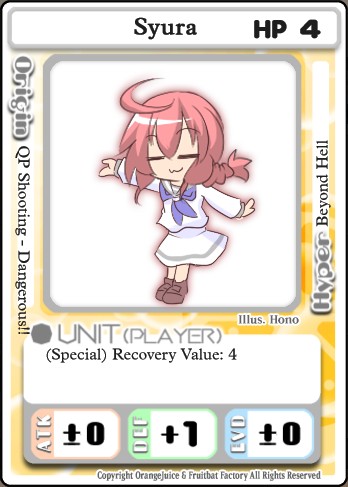 Syura HP 4
Origin QP Shooting - Dangerous!!
Hyper Beyond Hell
Illus. Hono
UNIT (PLAYER)
(Special) Recovery Value: 4
ATK ±0 DEF +1 EVD ±0
Copyright OrangeJuice & Fruitbat Factory All Rights Reserved